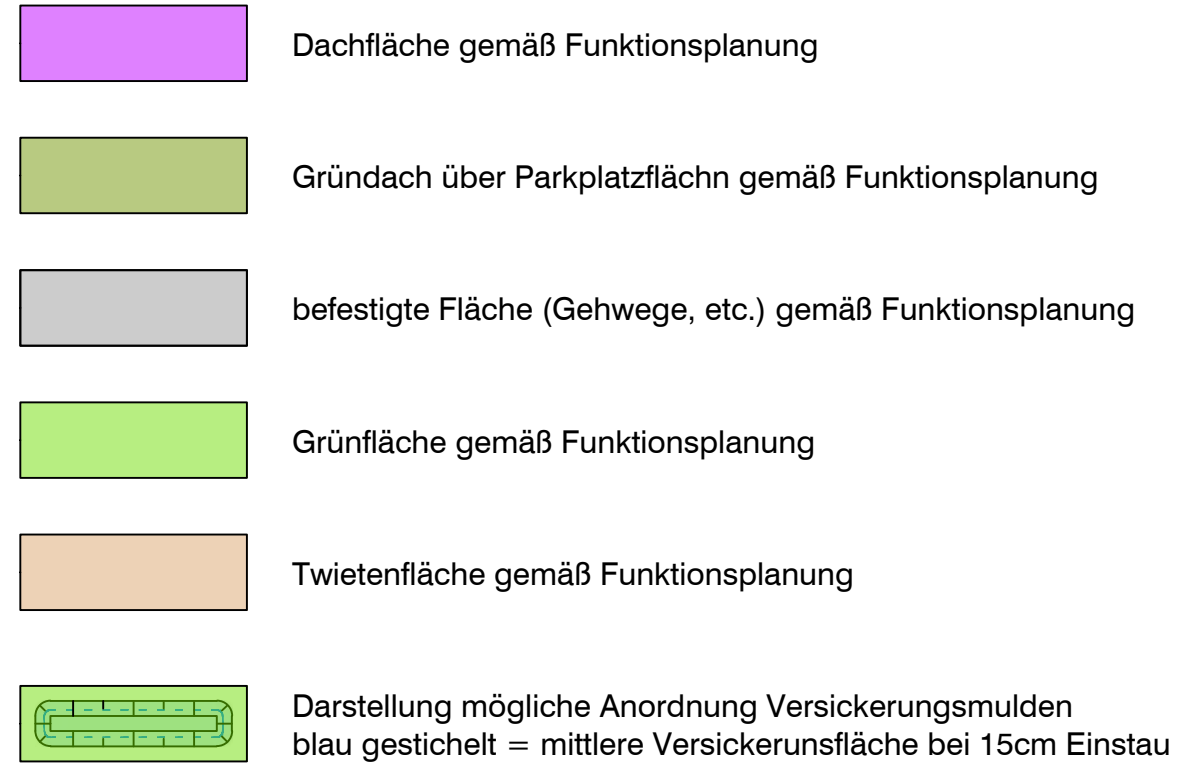 Dachfläche gemäß Funktionsplanung
Gründach über Parkplatzflächn gemäß Funktionsplanung
befestigte Fläche (Gehwege, etc.) gemäß Funktionsplanung
Grünfläche gemäß Funktionsplanung
Twietenfläche gemäß Funktionsplanung
Darstellung mögliche Anordnung Versickerungsmulden
blau gestichelt = mittlere Versickerunsfläche bei 15cm Einstau